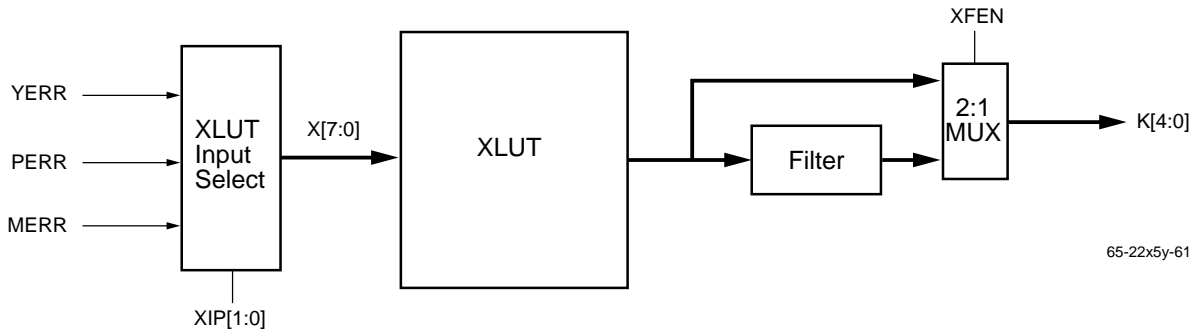 XFEN
YERR
PERR
MERR
XLUT
Input
Select
X[7:0]
XLUT
Filter
2:1
MUX
K[4:0]
XIP[1:0]
65-22x5y-61